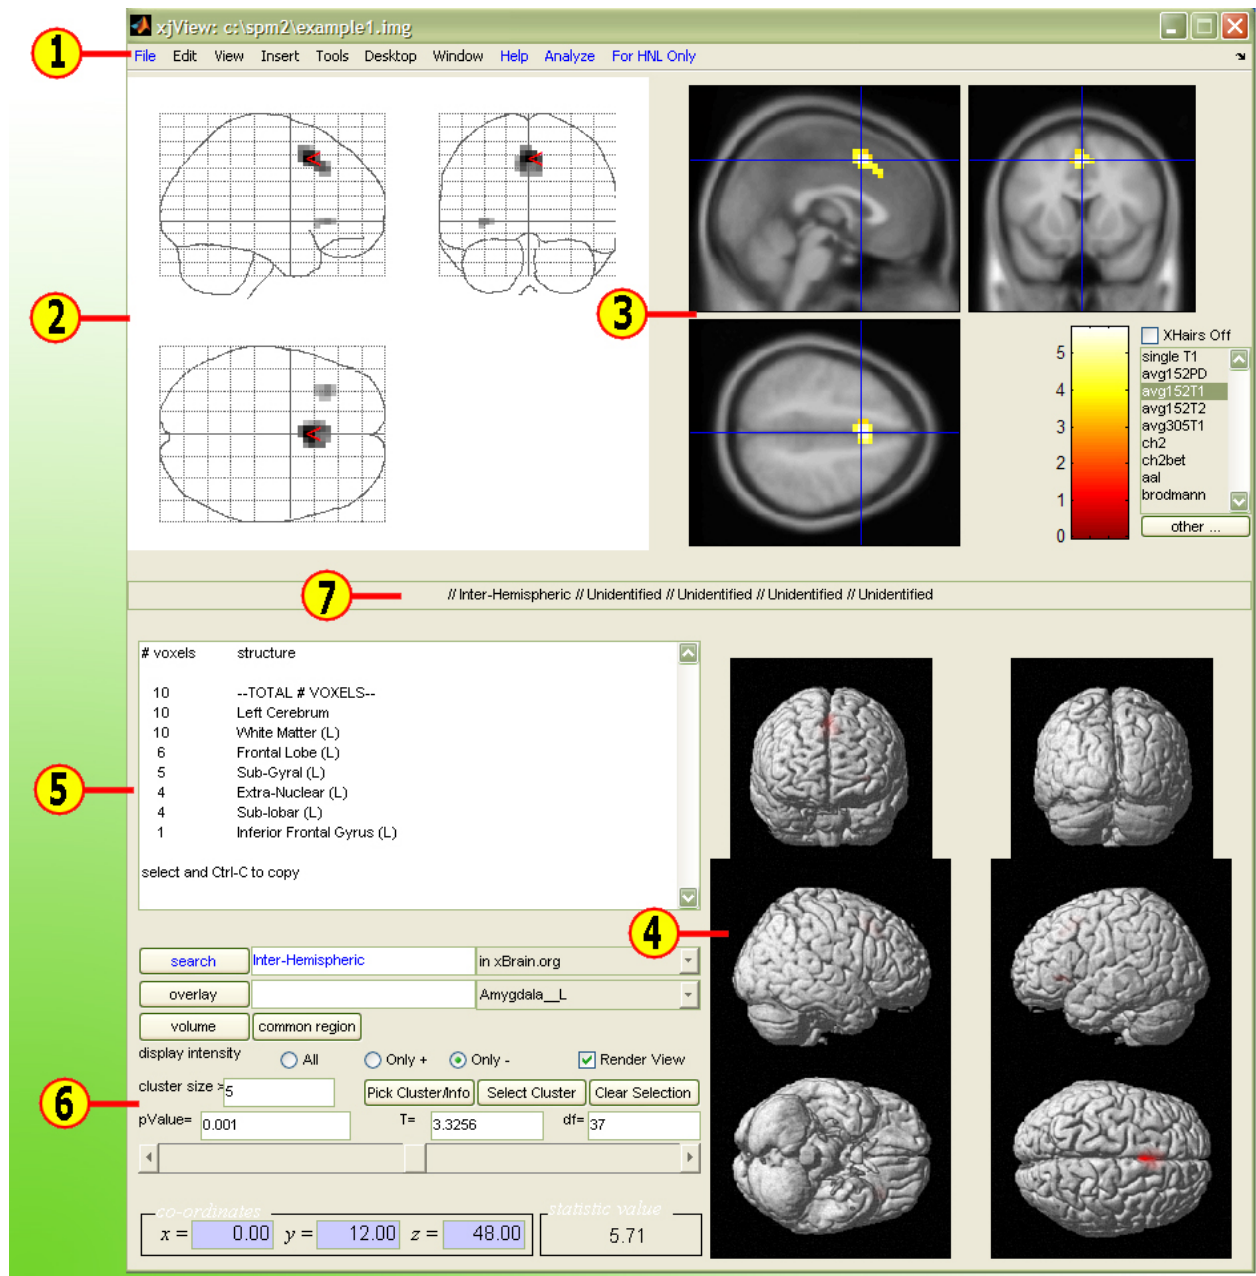 xjView: c:\spm2\example1.img
1
File Edit View Insert Tools Desktop Window Help Analyze For HNL Only
2
3
XHairs Off
5
4
3
2
1
0
single T1
avg152PD
avg152T1
avg152T2
avg305T1
ch2
ch2bet
aal
brodmann
other ...
7
// Inter-Hemispheric // Unidentified // Unidentified // Unidentified // Unidentified
# voxels structure
10 --TOTAL # VOXELS--
10 Left Cerebrum
10 White Matter (L)
6 Frontal Lobe (L)
5 Sub-Gyral (L)
4 Extra-Nuclear (L)
4 Sub-lobar (L)
1 Inferior Frontal Gyrus (L)
select and Ctrl-C to copy
5
4
search Inter-Hemispheric in xBrain.org
overlay Amygdala__L
volume common region
display intensity All Only + Only - Render View
cluster size > 5 Pick Cluster/Info Select Cluster Clear Selection
6
pValue= 0.001 T= 3.3256 df= 37
co-ordinates statistic value
x = 0.00 y = 12.00 z = 48.00 5.71